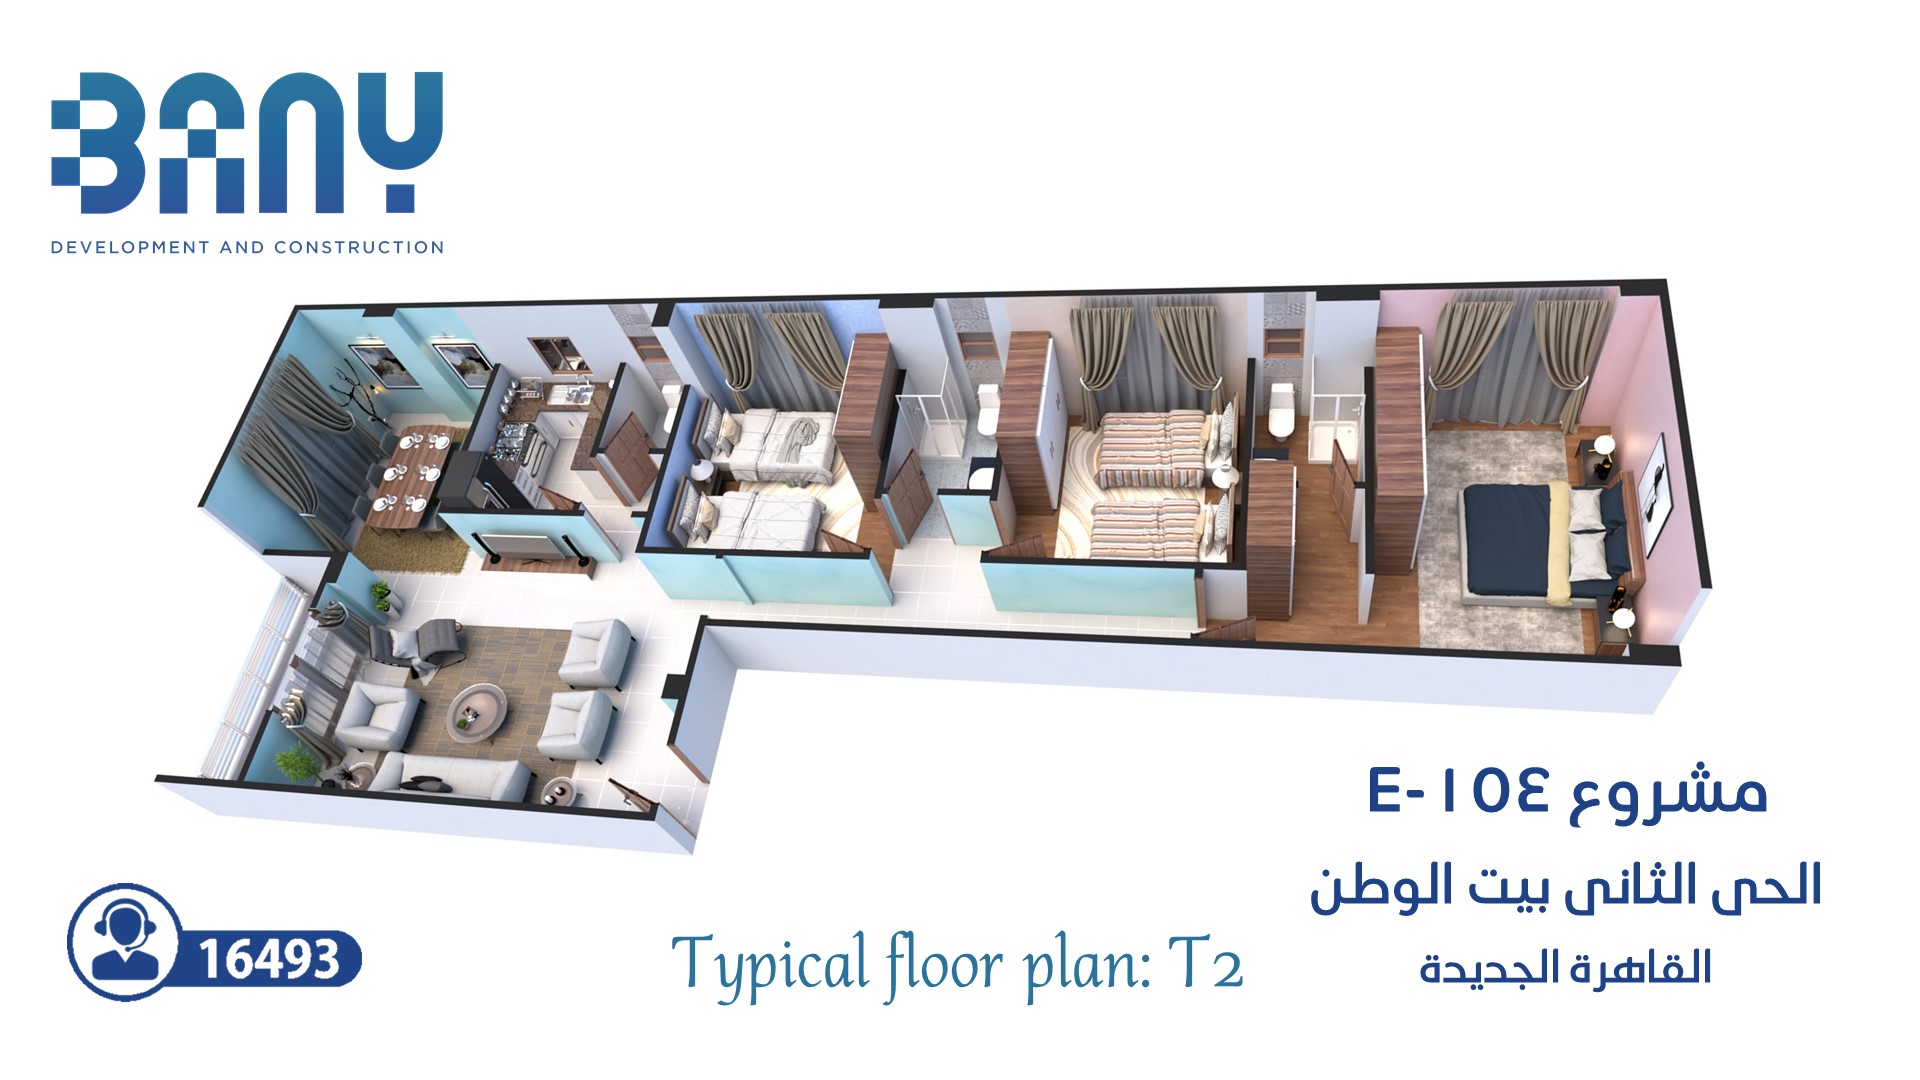 BANY
DEVELOPMENT AND CONSTRUCTION
مشروع E-١٥٤
الحى الثانى بيت الوطن
القاهرة الجديدة
Typical floor plan: T2
16493